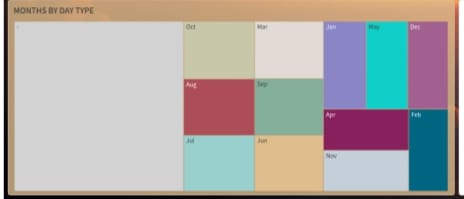 MONTHS BY DAY TYPE
Oct
Mar
Jan
May
Dec
Aug
Sep
Apr
Feb
Jul
Jun
Nov